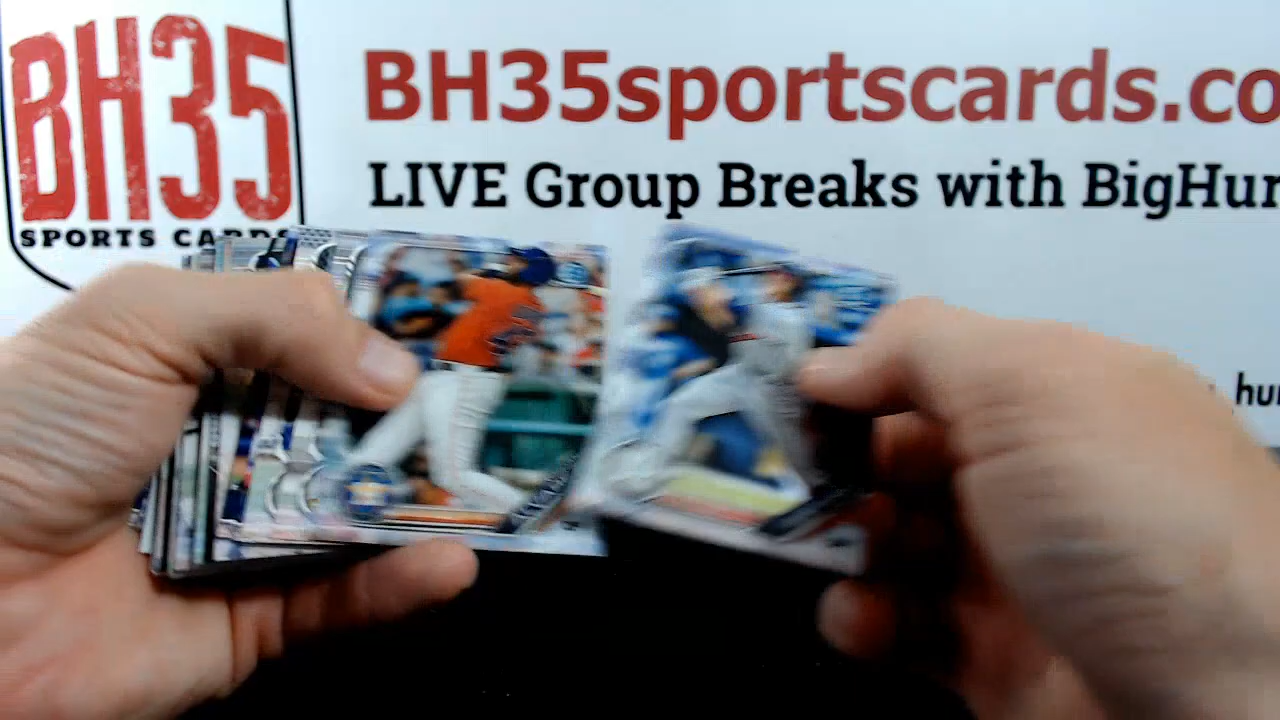 BH35
SPORTS CARDS
BH35sportscards.co
LIVE Group Breaks with BigHur
hur